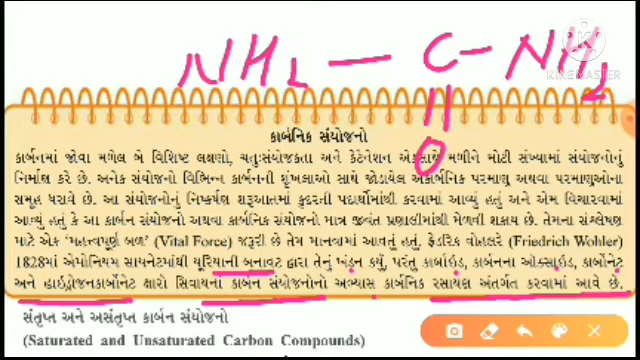 NH2 — C — NH2
||
O
KINEMASTER
કાર્બનિક સંયોજનો
કાર્બનમાં જોવા મળેલ બે વિશિષ્ટ લક્ષણો, ચતુઃસંયોજકતા અને કેટેનેશન એકસાથે મળીને મોટી સંખ્યામાં સંયોજનોનું
નિર્માણ કરે છે. અનેક સંયોજનો વિભિન્ન કાર્બનની શૃંખલાઓ સાથે જોડાયેલ અકાર્બનિક પરમાણુ અથવા પરમાણુઓના
સમૂહ ધરાવે છે. આ સંયોજનોનું નિષ્કર્ષણ શરૂઆતમાં કુદરતી પદાર્થોમાંથી કરવામાં આવ્યું હતું અને એમ વિચારવામાં
આવ્યું હતું કે આ કાર્બન સંયોજનો અથવા કાર્બનિક સંયોજનો માત્ર જીવંત પ્રણાલીમાંથી મેળવી શકાય છે. તેમના સંશ્લેષણ
માટે એક 'મહત્ત્વપૂર્ણ બળ' (Vital Force) જરૂરી છે તેમ માનવામાં આવતું હતું. ફ્રેડરિક વોહલરે (Friedrich Wohler)
1828માં એમોનિયમ સાયનેટમાંથી યૂરિયાની બનાવટ દ્વારા તેનું ખંડન કર્યું, પરંતુ કાર્બાઇડ, કાર્બનના ઑક્સાઇડ, કાર્બોનેટ
અને હાઇડ્રોજનકાર્બોનેટ ક્ષારો સિવાયનાં કાર્બન સંયોજનોનો અભ્યાસ કાર્બનિક રસાયણ અંતર્ગત કરવામાં આવે છે.
સંતૃપ્ત અને અસંતૃપ્ત કાર્બન સંયોજનો
(Saturated and Unsaturated Carbon Compounds)